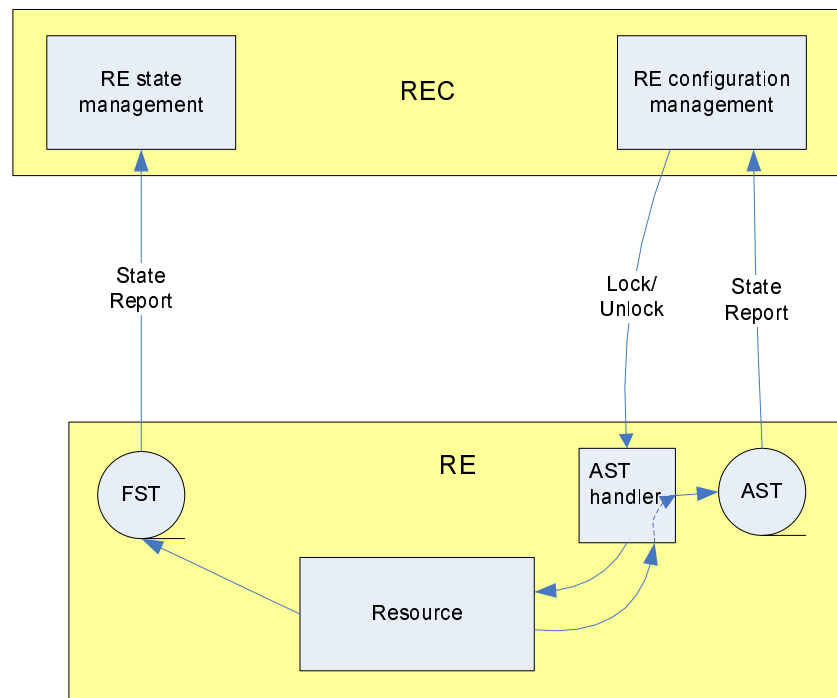 RE state
management
REC
RE configuration
management
State
Report
Lock/
Unlock
State
Report
RE
FST
AST
handler
AST
Resource